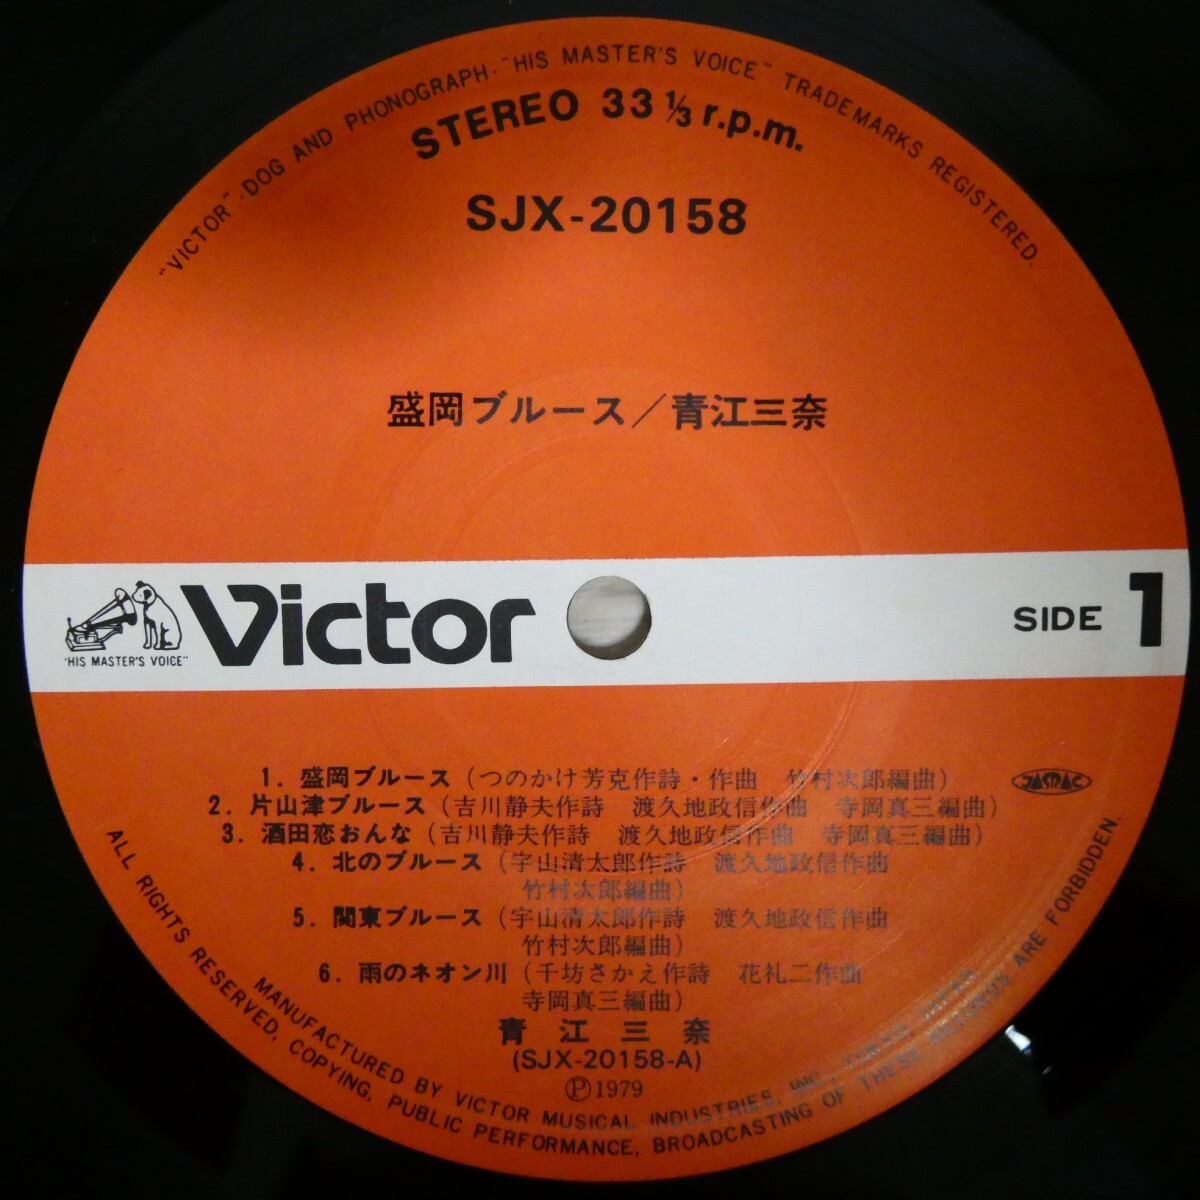 "VICTOR"-DOG AND PHONOGRAPH-"HIS MASTER'S VOICE" TRADEMARKS REGISTERED.
STEREO 33 ⅓ r.p.m.
SJX-20158
盛岡ブルース／青江三奈
Victor
"HIS MASTER'S VOICE"
SIDE 1
1. 盛岡ブルース (つのかけ芳克作詩・作曲 竹村次郎編曲)
JASRAC
2. 片山津ブルース (吉川静夫作詩 渡久地政信作曲 寺岡真三編曲)
3. 酒田恋おんな (吉川静夫作詩 渡久地政信作曲 寺岡真三編曲)
4. 北のブルース (宇山清太郎作詩 渡久地政信作曲
竹村次郎編曲)
5. 関東ブルース (宇山清太郎作詩 渡久地政信作曲
竹村次郎編曲)
6. 雨のネオン川 (千坊さかえ作詩 花礼二作曲
寺岡真三編曲)
青江三奈
(SJX-20158-A)
Ⓟ1979
MANUFACTURED BY VICTOR MUSICAL INDUSTRIES, INC., TOKYO, JAPAN
ALL RIGHTS RESERVED, COPYING, PUBLIC PERFORMANCE, BROADCASTING OF THESE RECORDS ARE FORBIDDEN.